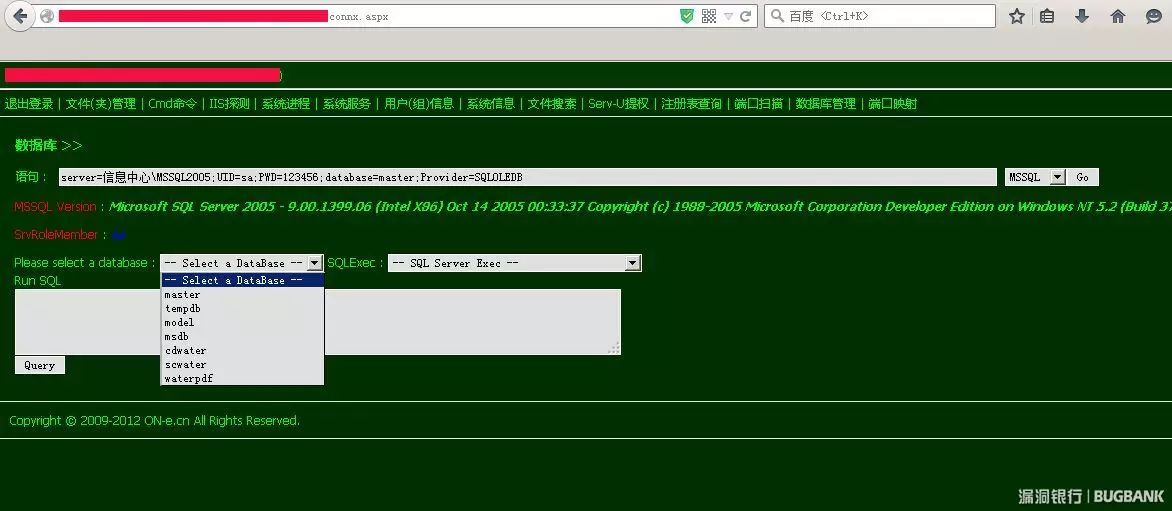 connx.aspx
百度 <Ctrl+K>
)
退出登录 | 文件(夹)管理 | Cmd命令 | IIS探测 | 系统进程 | 系统服务 | 用户(组)信息 | 系统信息 | 文件搜索 | Serv-U提权 | 注册表查询 | 端口扫描 | 数据库管理 | 端口映射
数据库 >>
语句： server=信息中心\MSSQL2005;UID=sa;PWD=123456;database=master;Provider=SQLOLEDB MSSQL Go
MSSQL Version : Microsoft SQL Server 2005 - 9.00.1399.06 (Intel X86) Oct 14 2005 00:33:37 Copyright (c) 1988-2005 Microsoft Corporation Developer Edition on Windows NT 5.2 (Build 37
SrvRoleMember : sa
Please select a database : -- Select a DataBase -- SQLExec : -- SQL Server Exec --
-- Select a DataBase --
Run SQL
master
tempdb
model
msdb
cdwater
scwater
waterpdf
Query
Copyright © 2009-2012 ON-e.cn All Rights Reserved.
漏洞银行 | BUGBANK